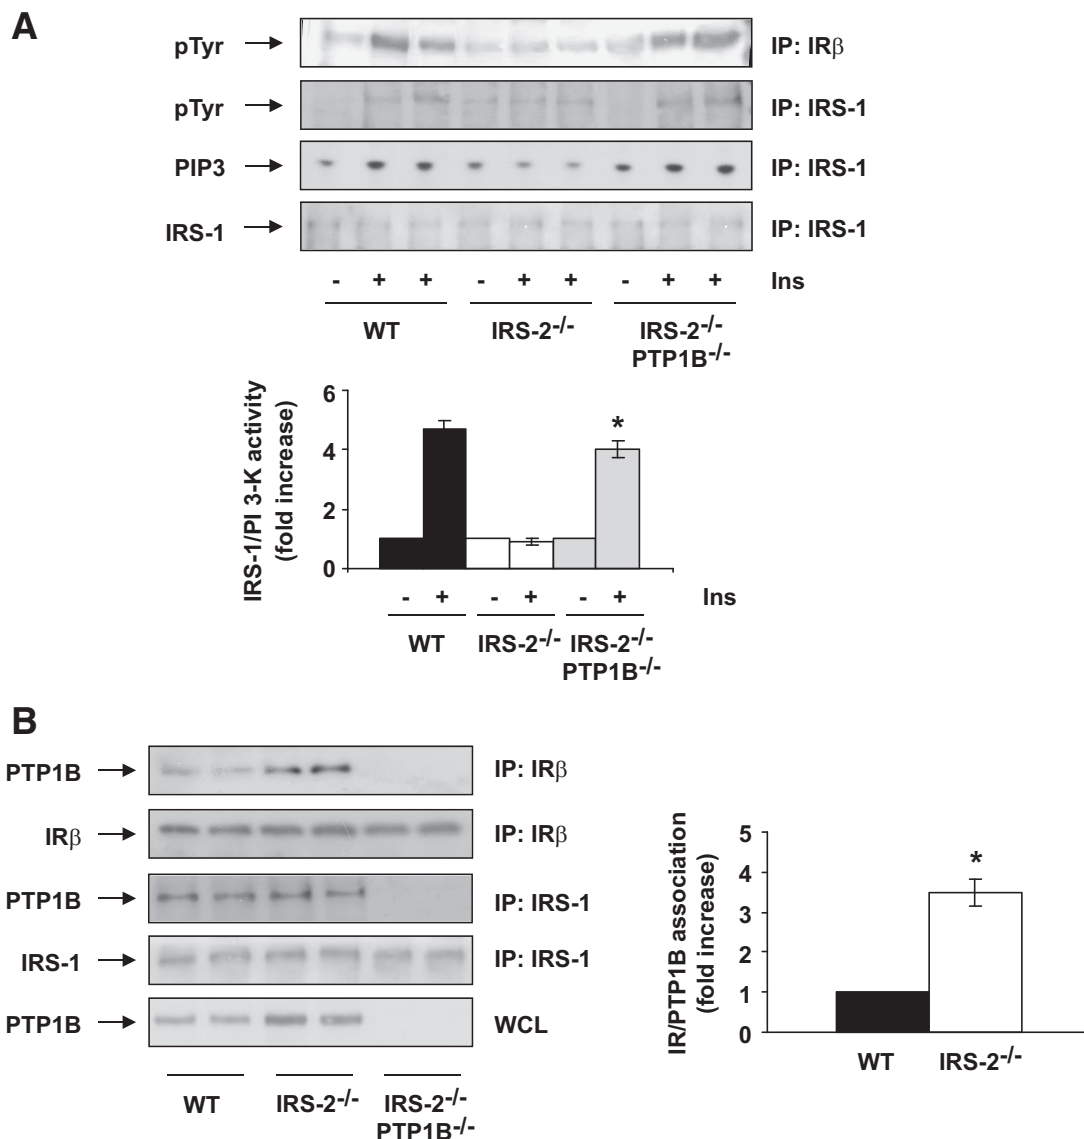 A
pTyr IP: IRβ
pTyr IP: IRS-1
PIP3 IP: IRS-1
IRS-1 IP: IRS-1
- + + - + + - + + Ins
WT IRS-2-/- IRS-2-/-
PTP1B-/-
IRS-1/PI 3-K activity
(fold increase)
6
4
2
0
*
- + - + - + Ins
WT IRS-2-/- IRS-2-/-
PTP1B-/-
B
PTP1B IP: IRβ
IRβ IP: IRβ
PTP1B IP: IRS-1
IRS-1 IP: IRS-1
PTP1B WCL
WT IRS-2-/- IRS-2-/-
PTP1B-/-
IR/PTP1B association
(fold increase)
5
4
3
2
1
0
*
WT IRS-2-/-